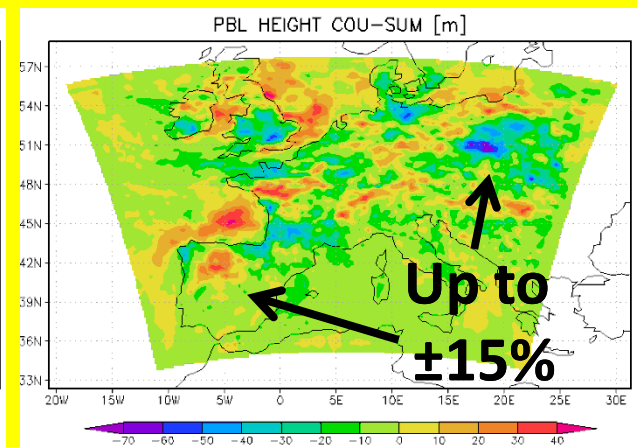 PBL HEIGHT COU-SUM [m]
57N
54N
51N
48N
45N
42N
39N
36N
33N
Up to
±15%
20W 15W 10W 5W 0 5E 10E 15E 20E 25E 30E
-70 -60 -50 -40 -30 -20 -10 0 10 20 30 40